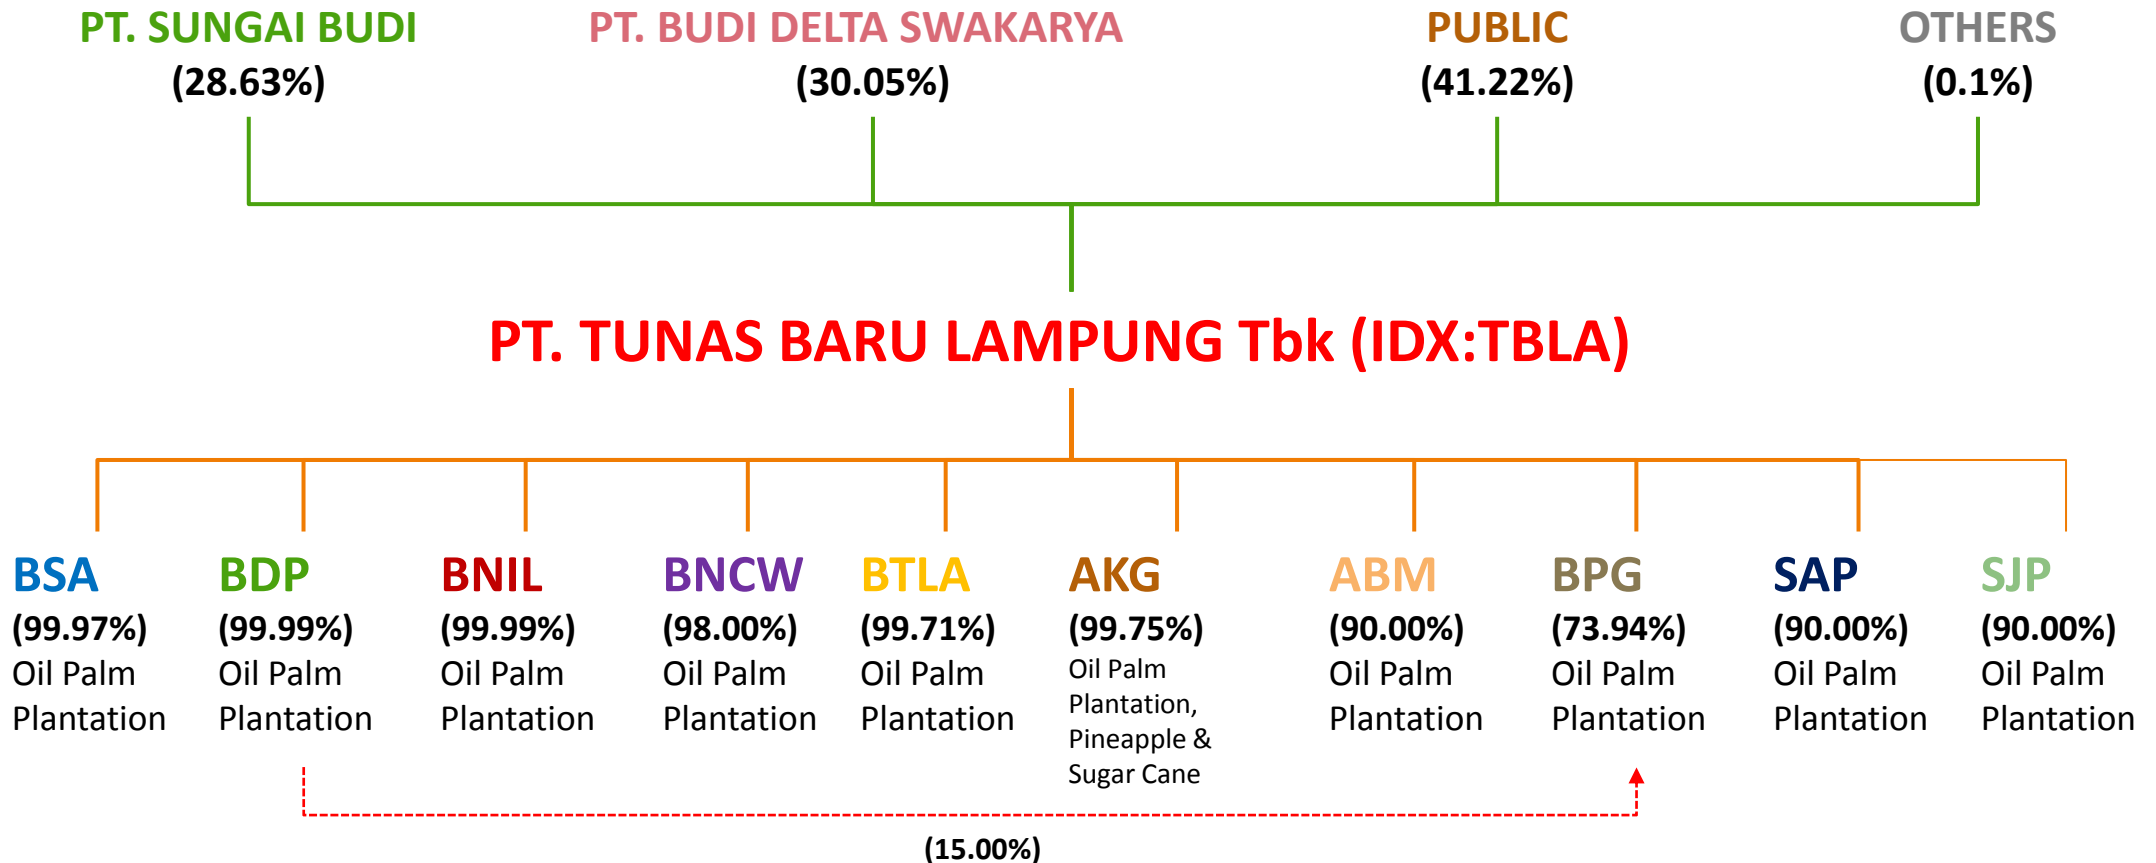 PT. SUNGAI BUDI
(28.63%)
PT. BUDI DELTA SWAKARYA
(30.05%)
PUBLIC
(41.22%)
OTHERS
(0.1%)
PT. TUNAS BARU LAMPUNG Tbk (IDX:TBLA)
BSA
(99.97%)
Oil Palm
Plantation
BDP
(99.99%)
Oil Palm
Plantation
BNIL
(99.99%)
Oil Palm
Plantation
BNCW
(98.00%)
Oil Palm
Plantation
BTLA
(99.71%)
Oil Palm
Plantation
AKG
(99.75%)
Oil Palm
Plantation,
Pineapple &
Sugar Cane
ABM
(90.00%)
Oil Palm
Plantation
BPG
(73.94%)
Oil Palm
Plantation
SAP
(90.00%)
Oil Palm
Plantation
SJP
(90.00%)
Oil Palm
Plantation
(15.00%)